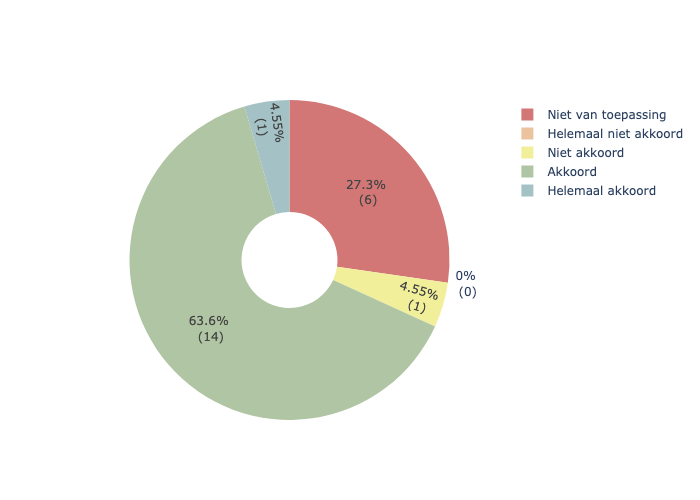 4.55%
(1)
27.3%
(6)
0%
(0)
4.55%
(1)
63.6%
(14)
Niet van toepassing
Helemaal niet akkoord
Niet akkoord
Akkoord
Helemaal akkoord